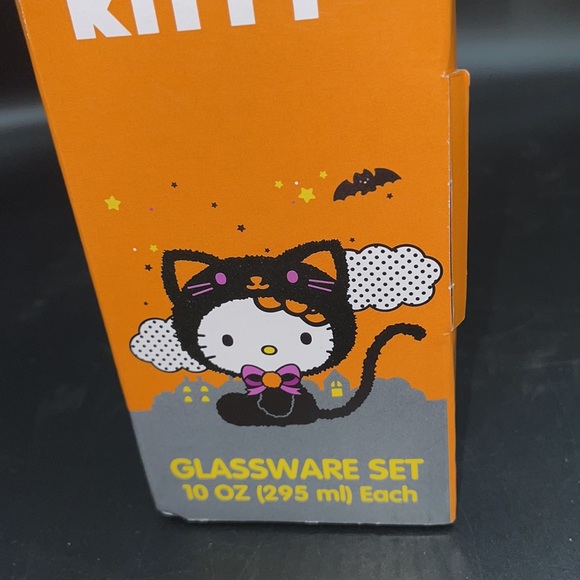 KITTY
GLASSWARE SET
10 OZ (295 ml) Each